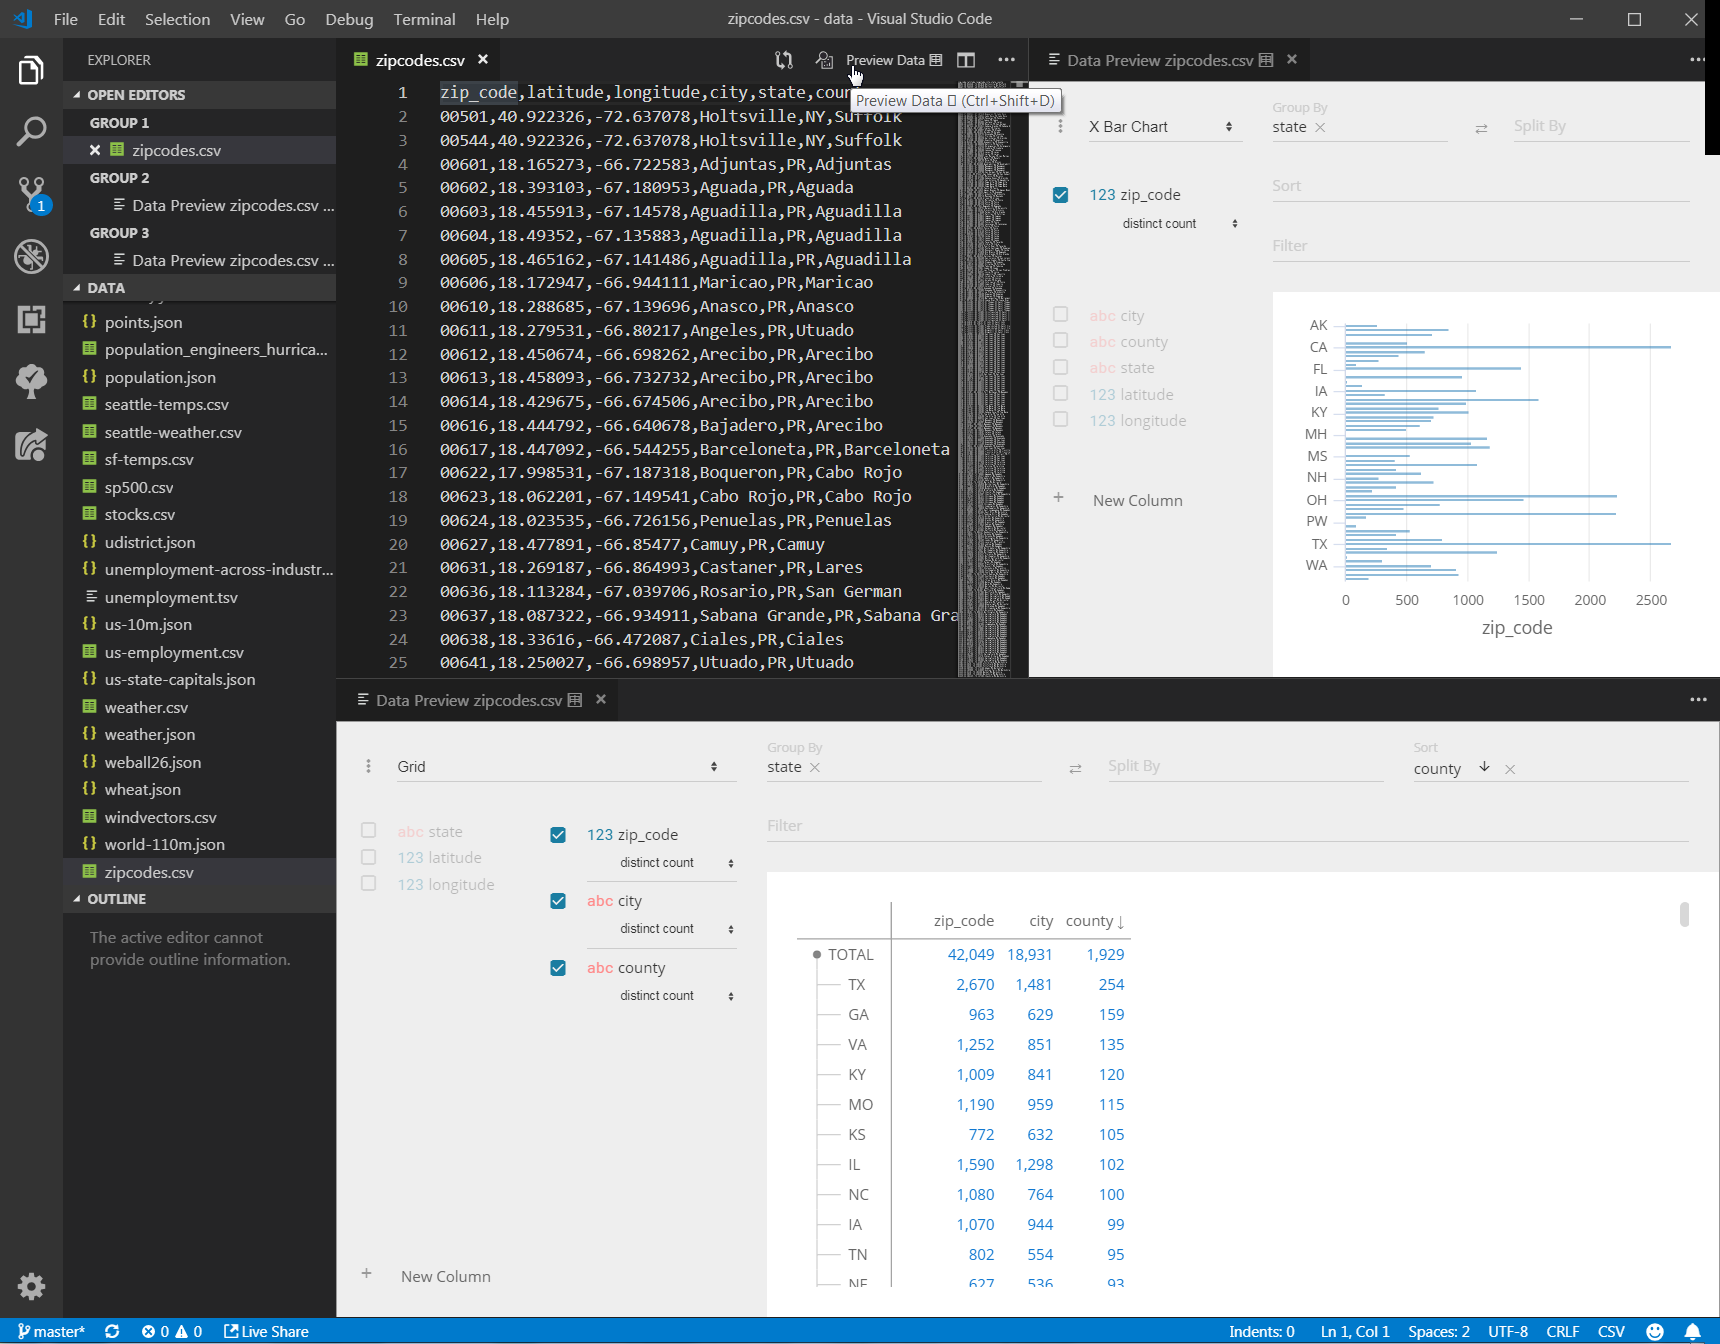 File Edit Selection View Go Debug Terminal Help
zipcodes.csv - data - Visual Studio Code
EXPLORER
OPEN EDITORS
GROUP 1
zipcodes.csv
GROUP 2
Data Preview zipcodes.csv ...
GROUP 3
Data Preview zipcodes.csv ...
1
DATA
points.json
population_engineers_hurrica...
population.json
seattle-temps.csv
seattle-weather.csv
sf-temps.csv
sp500.csv
stocks.csv
udistrict.json
unemployment-across-industr...
unemployment.tsv
us-10m.json
us-employment.csv
us-state-capitals.json
weather.csv
weather.json
weball26.json
wheat.json
windvectors.csv
world-110m.json
zipcodes.csv
OUTLINE
The active editor cannot
provide outline information.
zipcodes.csv
Preview Data
Preview Data (Ctrl+Shift+D)
1 zip_code,latitude,longitude,city,state,cou
2 00501,40.922326,-72.637078,Holtsville,NY,Suffolk
3 00544,40.922326,-72.637078,Holtsville,NY,Suffolk
4 00601,18.165273,-66.722583,Adjuntas,PR,Adjuntas
5 00602,18.393103,-67.180953,Aguada,PR,Aguada
6 00603,18.455913,-67.14578,Aguadilla,PR,Aguadilla
7 00604,18.49352,-67.135883,Aguadilla,PR,Aguadilla
8 00605,18.465162,-67.141486,Aguadilla,PR,Aguadilla
9 00606,18.172947,-66.944111,Maricao,PR,Maricao
10 00610,18.288685,-67.139696,Anasco,PR,Anasco
11 00611,18.279531,-66.80217,Angeles,PR,Utuado
12 00612,18.450674,-66.698262,Arecibo,PR,Arecibo
13 00613,18.458093,-66.732732,Arecibo,PR,Arecibo
14 00614,18.429675,-66.674506,Arecibo,PR,Arecibo
15 00616,18.444792,-66.640678,Bajadero,PR,Arecibo
16 00617,18.447092,-66.544255,Barceloneta,PR,Barceloneta
17 00622,17.998531,-67.187318,Boqueron,PR,Cabo Rojo
18 00623,18.062201,-67.149541,Cabo Rojo,PR,Cabo Rojo
19 00624,18.023535,-66.726156,Penuelas,PR,Penuelas
20 00627,18.477891,-66.85477,Camuy,PR,Camuy
21 00631,18.269187,-66.864993,Castaner,PR,Lares
22 00636,18.113284,-67.039706,Rosario,PR,San German
23 00637,18.087322,-66.934911,Sabana Grande,PR,Sabana Gra
24 00638,18.33616,-66.472087,Ciales,PR,Ciales
25 00641,18.250027,-66.698957,Utuado,PR,Utuado
Data Preview zipcodes.csv
X Bar Chart
Group By
state
Split By
Sort
Filter
123 zip_code
distinct count
abc city
abc county
abc state
123 latitude
123 longitude
+ New Column
AK
CA
FL
IA
KY
MH
MS
NH
OH
PW
TX
WA
0 500 1000 1500 2000 2500
zip_code
Data Preview zipcodes.csv
Grid
Group By
state
Split By
Sort
county
Filter
abc state
123 latitude
123 longitude
123 zip_code
distinct count
abc city
distinct count
abc county
distinct count
+ New Column
zip_code city county↓
TOTAL 42,049 18,931 1,929
TX 2,670 1,481 254
GA 963 629 159
VA 1,252 851 135
KY 1,009 841 120
MO 1,190 959 115
KS 772 632 105
IL 1,590 1,298 102
NC 1,080 764 100
IA 1,070 944 99
TN 802 554 95
NE 627 536 93
master* 0 0 Live Share
Indents: 0 Ln 1, Col 1 Spaces: 2 UTF-8 CRLF CSV